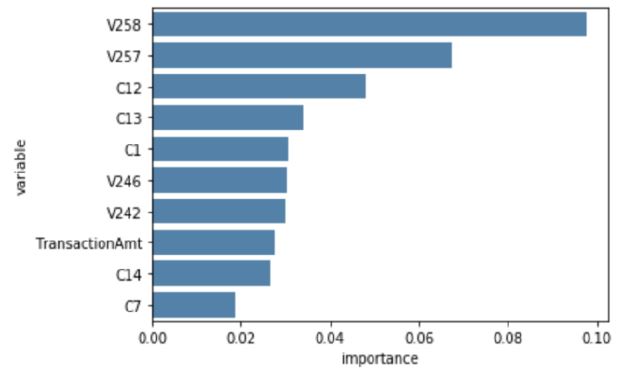 V258
V257
C12
C13
C1
V246
V242
TransactionAmt
C14
C7
variable
0.00 0.02 0.04 0.06 0.08 0.10
importance